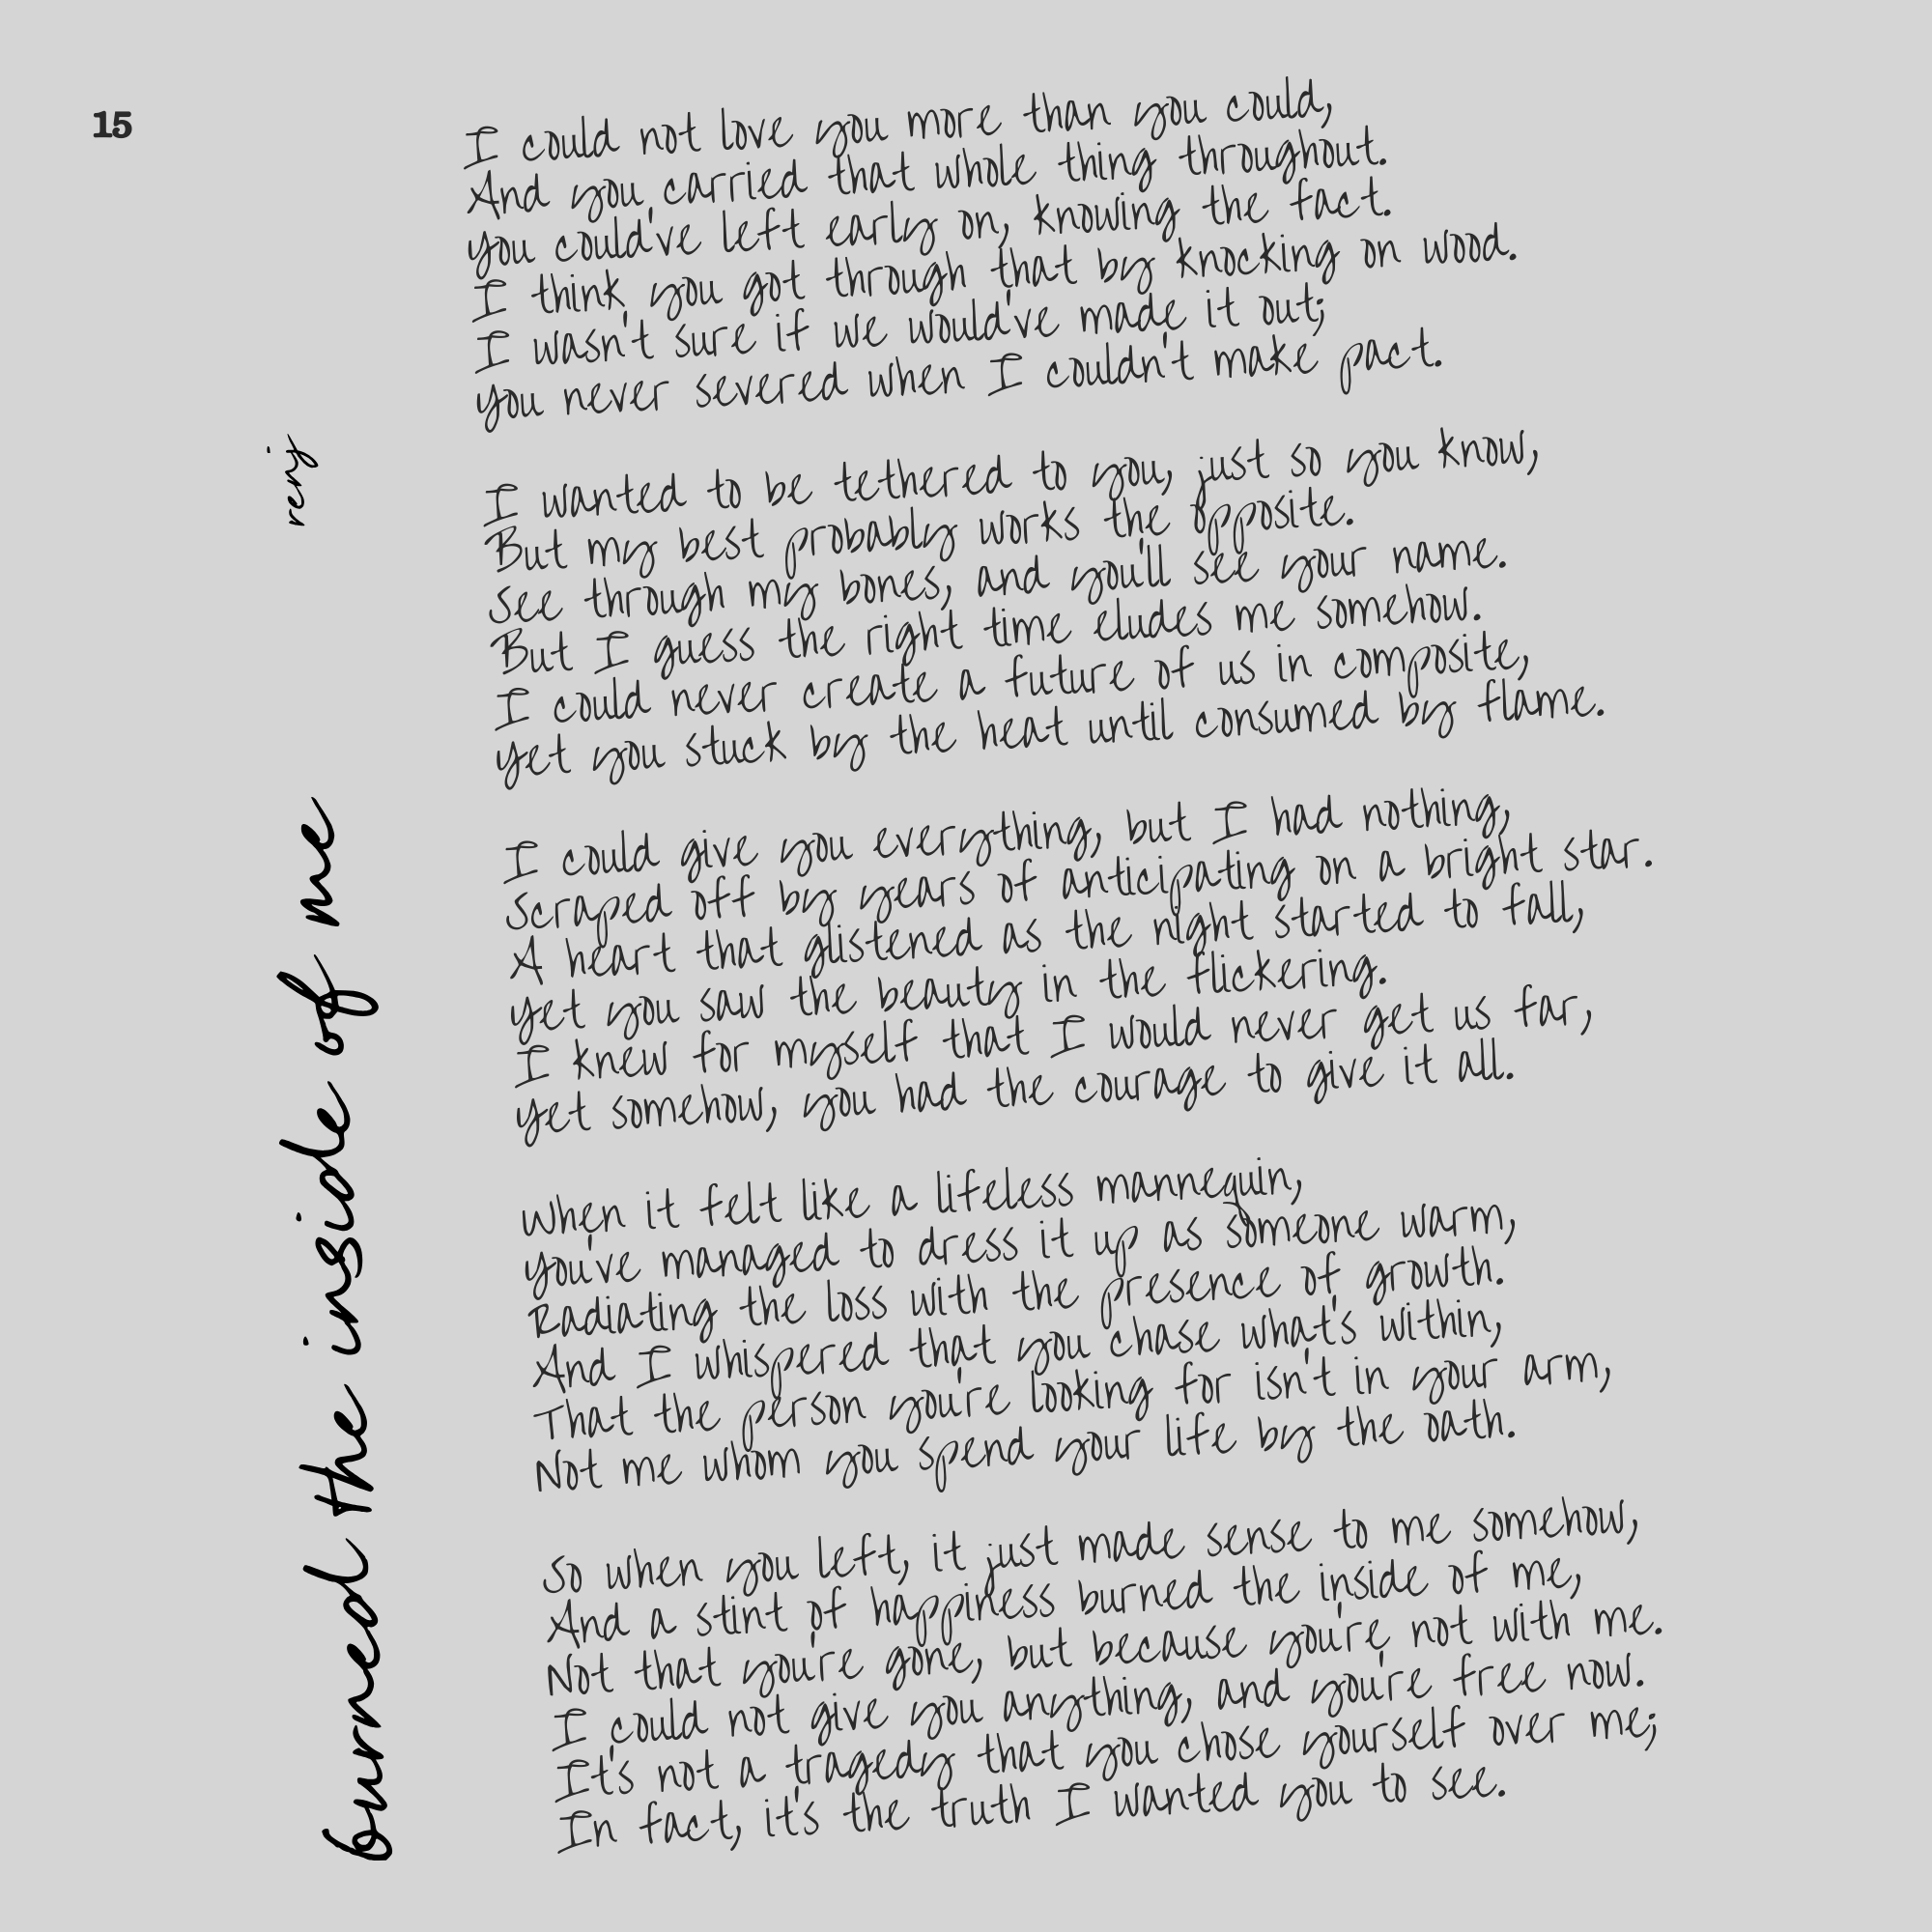 15
burned the inside of me
renj
I could not love you more than you could,
And you carried that whole thing throughout.
You could've left early on, knowing the fact.
I think you got through that by knocking on wood.
I wasn't sure if we would've made it out;
You never severed when I couldn't make pact.
I wanted to be tethered to you, just so you know,
But my best probably works the opposite.
See through my bones, and you'll see your name.
But I guess the right time eludes me somehow.
I could never create a future of us in composite,
Yet you stuck by the heat until consumed by flame.
I could give you everything, but I had nothing,
Scraped off by years of anticipating on a bright star.
A heart that glistened as the night started to fall,
Yet you saw the beauty in the flickering.
I knew for myself that I would never get us far,
Yet somehow, you had the courage to give it all.
When it felt like a lifeless mannequin,
You've managed to dress it up as someone warm,
Radiating the loss with the presence of growth.
And I whispered that you chase what's within,
That the person you're looking for isn't in your arm,
Not me whom you spend your life by the oath.
So when you left, it just made sense to me somehow,
And a stint of happiness burned the inside of me,
Not that you're gone, but because you're not with me.
I could not give you anything, and you're free now.
It's not a tragedy that you chose yourself over me;
In fact, it's the truth I wanted you to see.